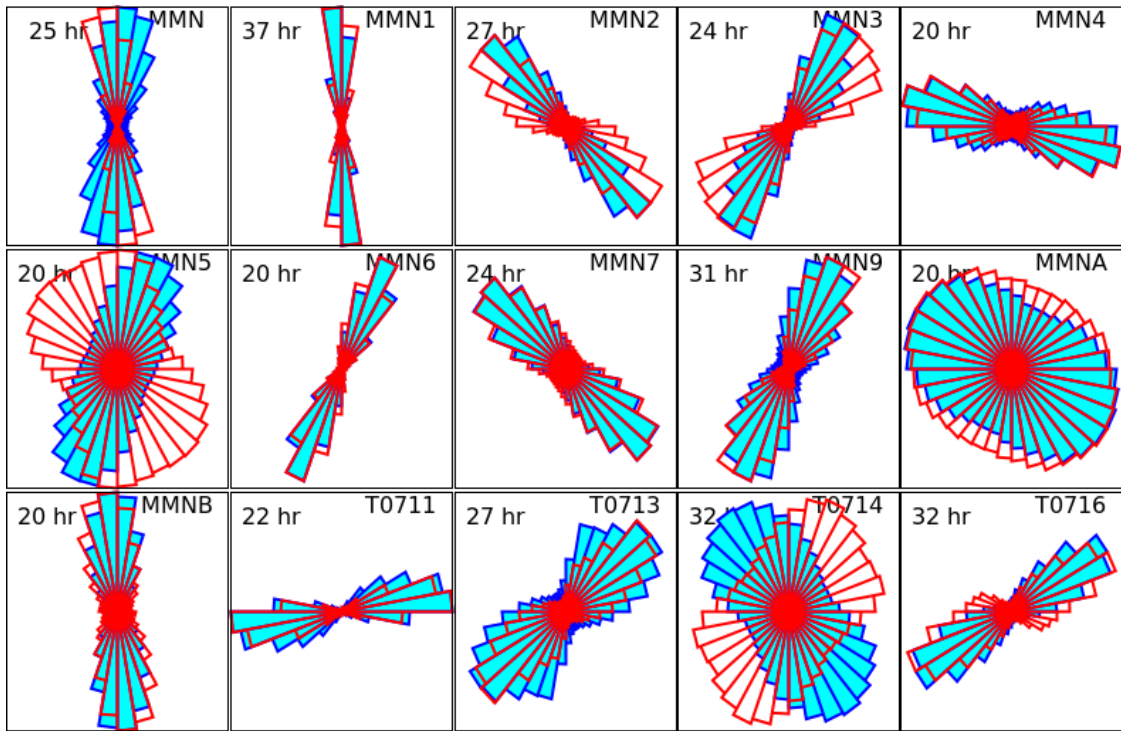 25 hr MMN
37 hr MMN1
27 hr MMN2
24 hr MMN3
20 hr MMN4
20 hr MMN5
20 hr MMN6
24 hr MMN7
31 hr MMN9
20 hr MMNA
20 hr MMNB
22 hr T0711
27 hr T0713
32 hr T0714
32 hr T0716